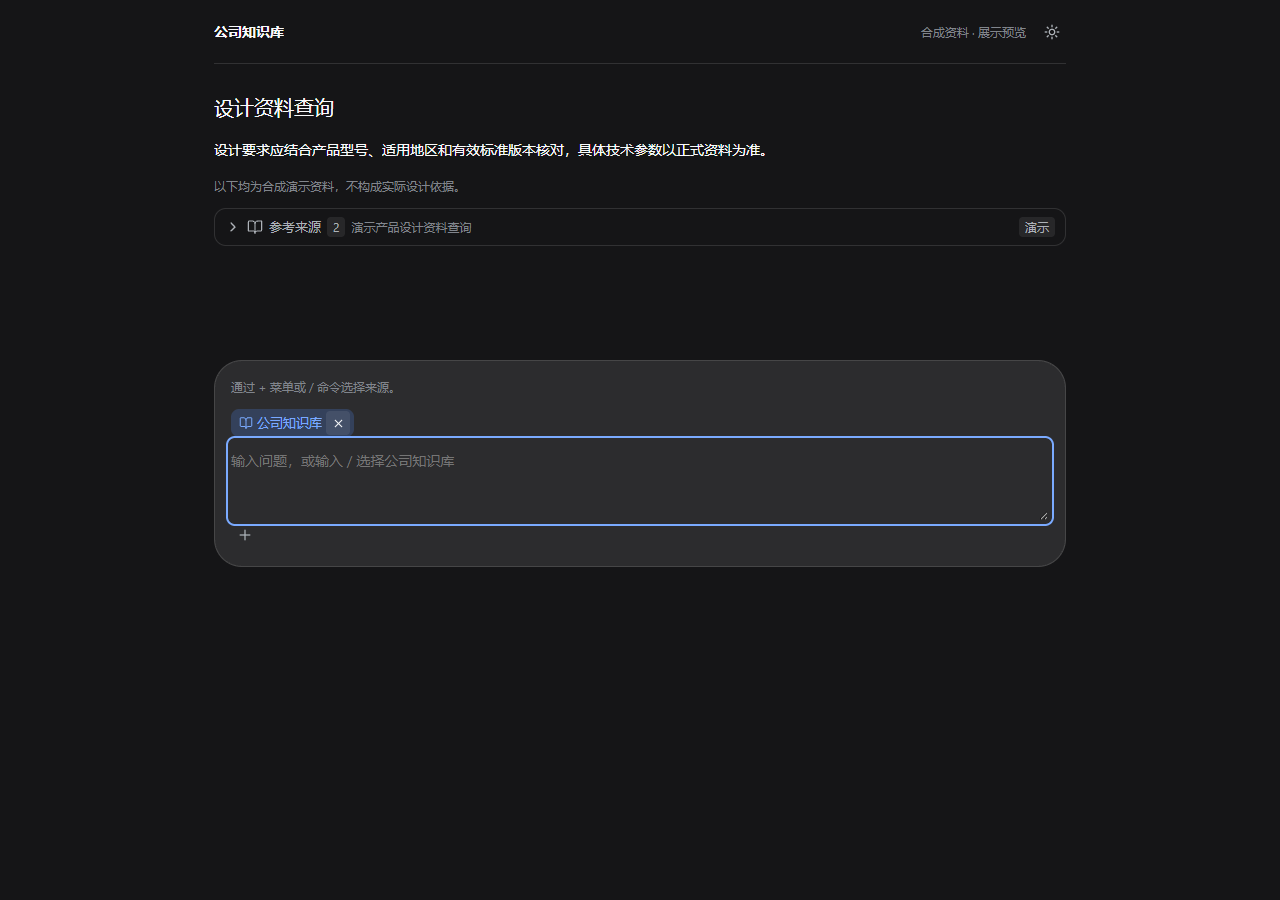 公司知识库
合成资料 · 展示预览
设计资料查询
设计要求应结合产品型号、适用地区和有效标准版本核对，具体技术参数以正式资料为准。
以下均为合成演示资料，不构成实际设计依据。
参考来源 2 演示产品设计资料查询 演示
通过 + 菜单或 / 命令选择来源。
公司知识库
输入问题，或输入 / 选择公司知识库